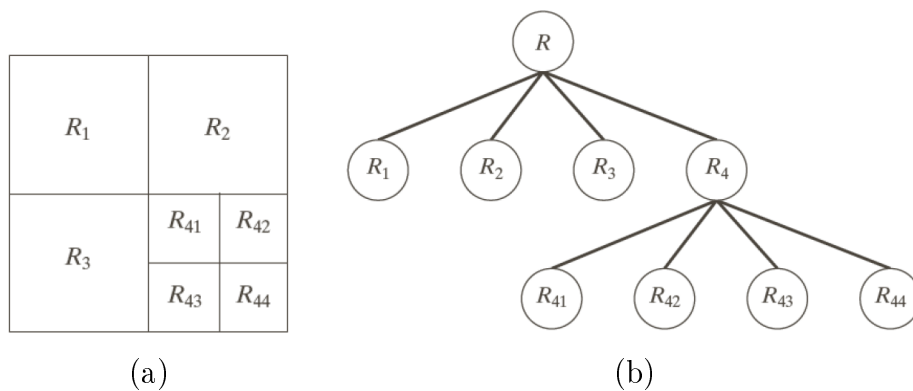 R
R₁ R₂
R₁ R₂ R₃ R₄
R₄₁ R₄₂
R₃
R₄₃ R₄₄
R₄₁ R₄₂ R₄₃ R₄₄
(a) (b)